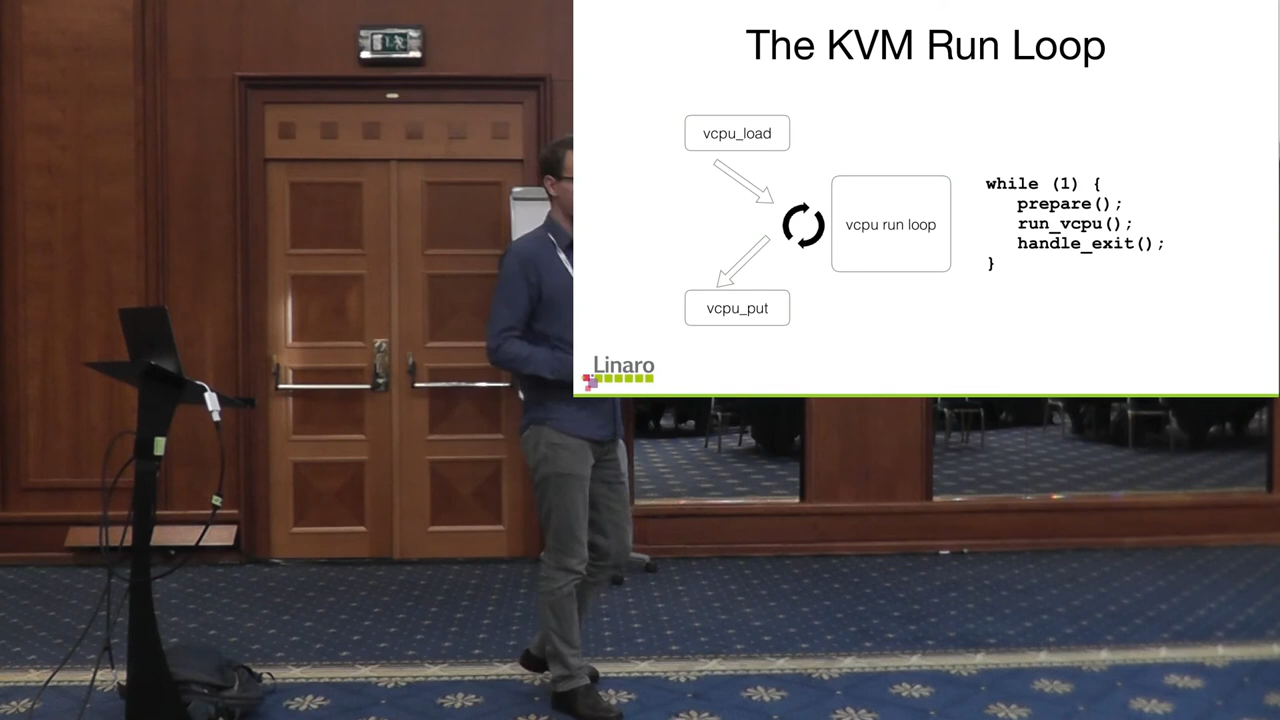 The KVM Run Loop
vcpu_load
vcpu run loop
vcpu_put
while (1) {
prepare();
run_vcpu();
handle_exit();
}
Linaro